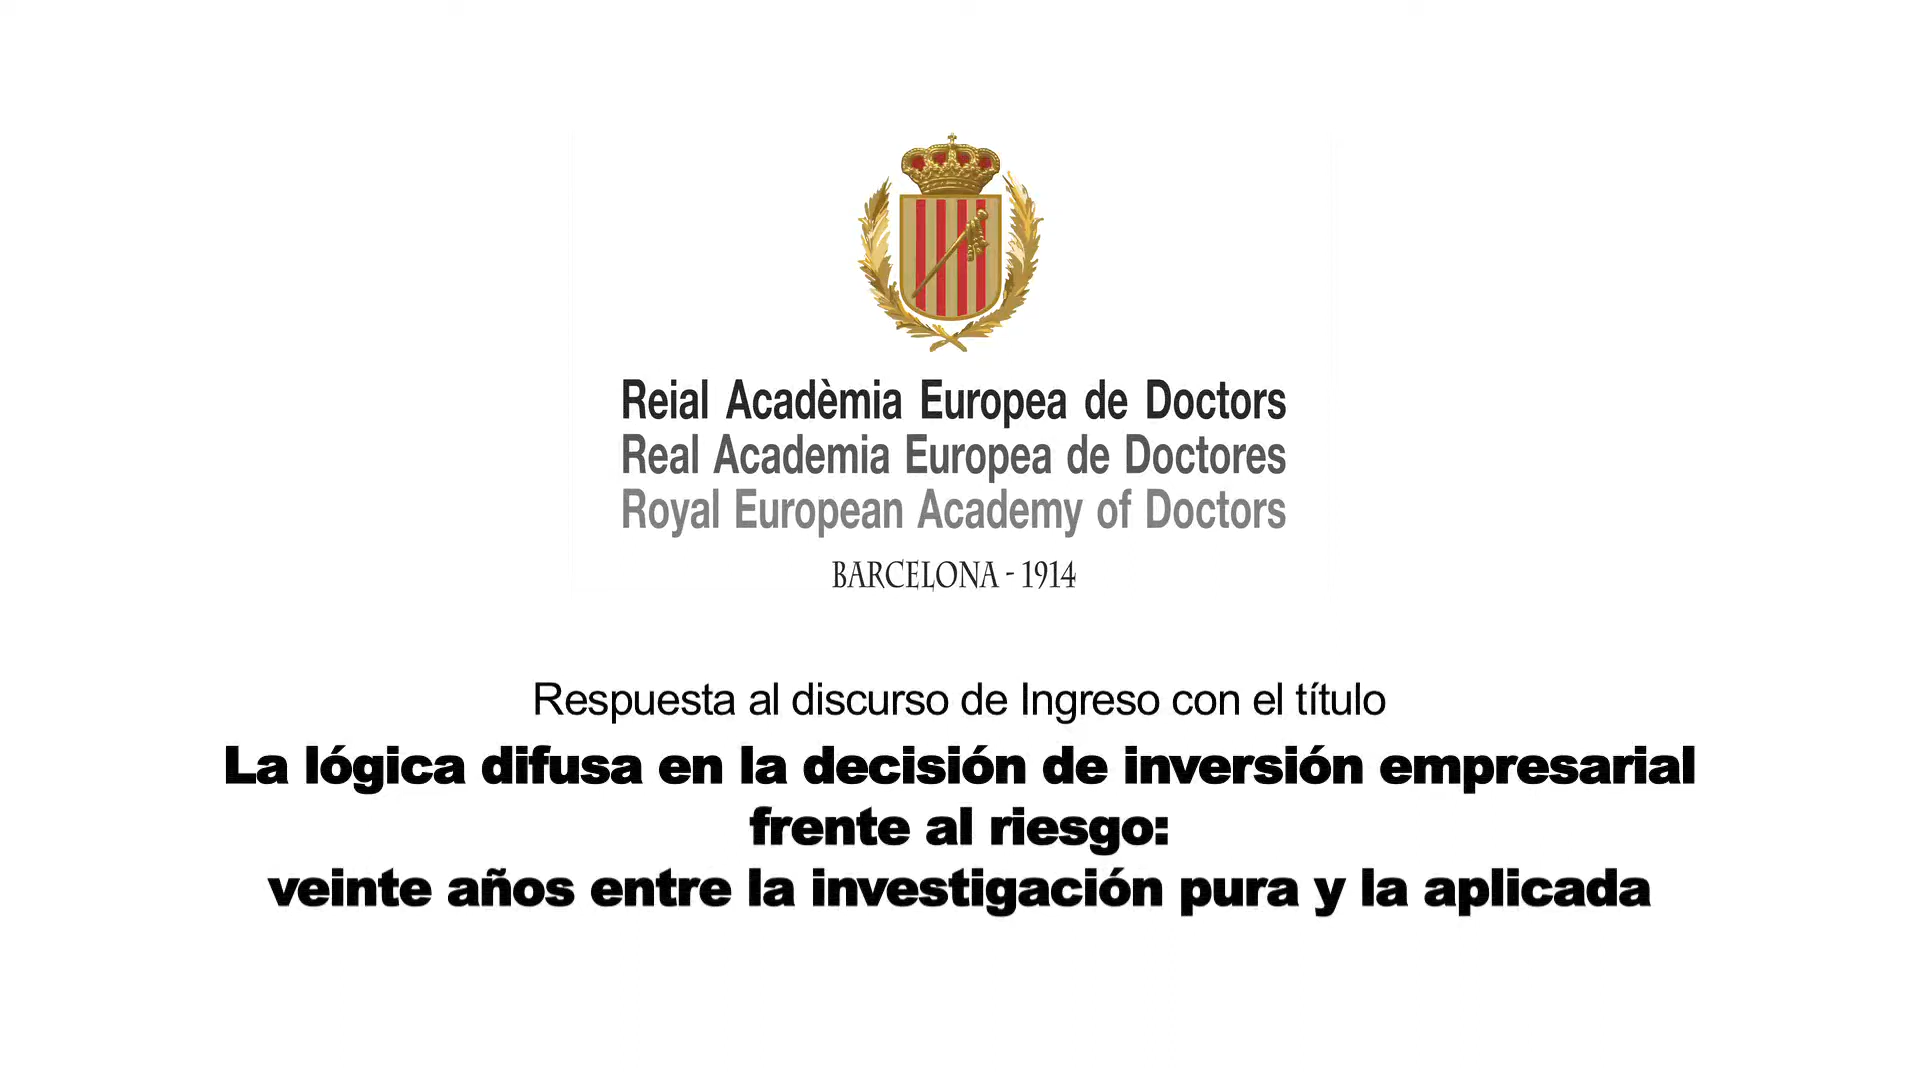 Reial Acadèmia Europea de Doctors
Real Academia Europea de Doctores
Royal European Academy of Doctors
BARCELONA - 1914
Respuesta al discurso de Ingreso con el título
La lógica difusa en la decisión de inversión empresarial
frente al riesgo:
veinte años entre la investigación pura y la aplicada